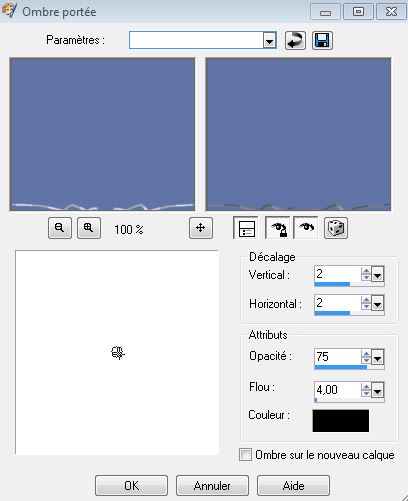 Ombre portée
Paramètres :
100 %
Décalage
Vertical : 2
Horizontal : 2
Attributs
Opacité : 75
Flou : 4,00
Couleur :
Ombre sur le nouveau calque
OK Annuler Aide